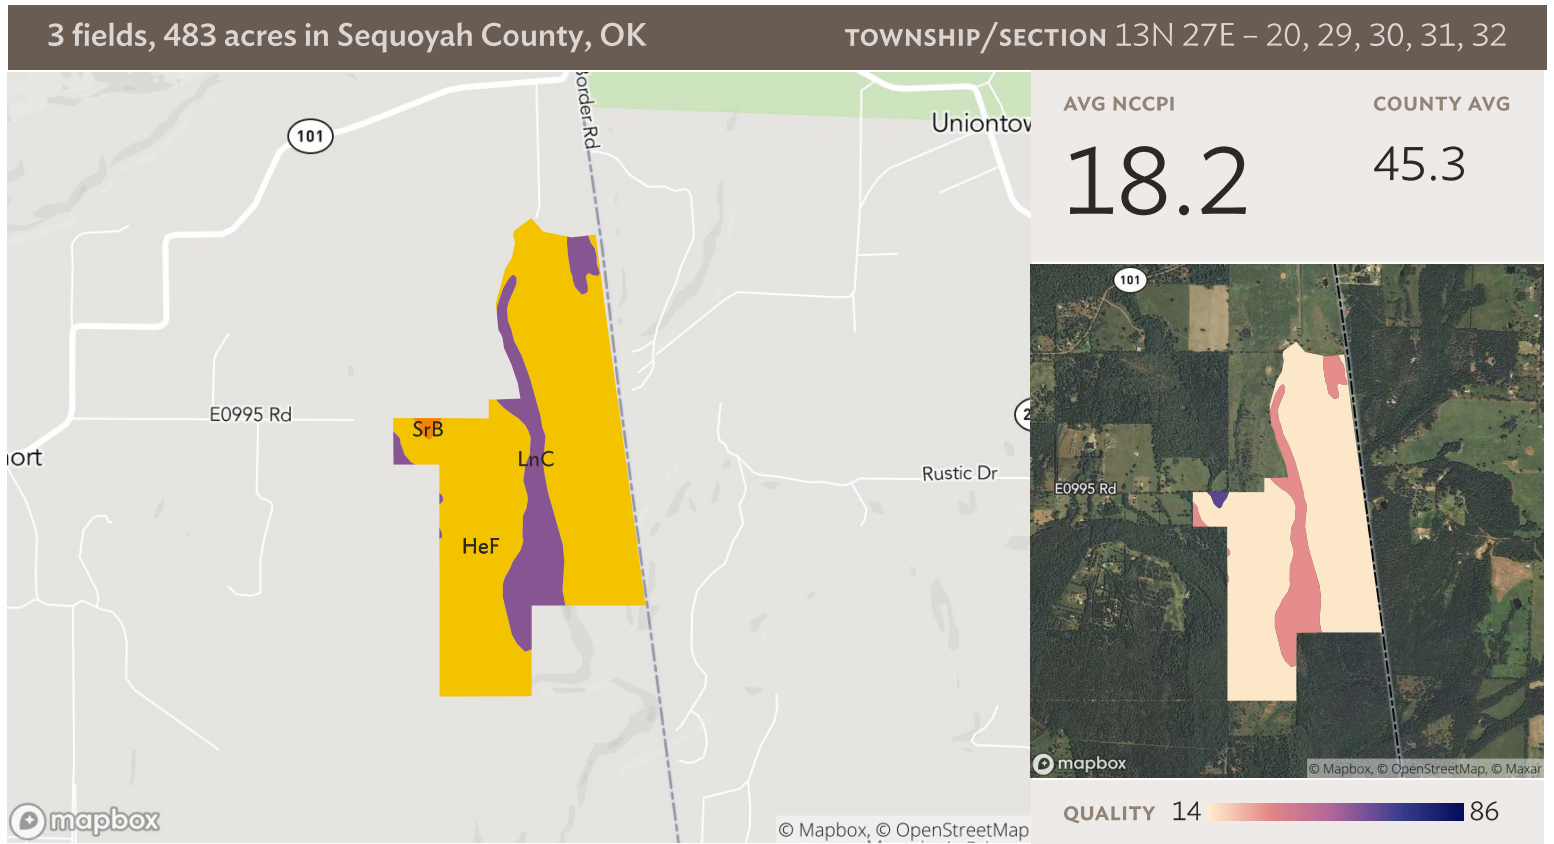 3 fields, 483 acres in Sequoyah County, OK
TOWNSHIP/SECTION 13N 27E – 20, 29, 30, 31, 32
Border Rd
101
Uniontow
E0995 Rd
SrB
ort
LnC
Rustic Dr
2
HeF
mapbox
© Mapbox, © OpenStreetMap
AVG NCCPI
COUNTY AVG
18.2
45.3
101
E0995 Rd
mapbox
© Mapbox, © OpenStreetMap, © Maxar
QUALITY 14 86